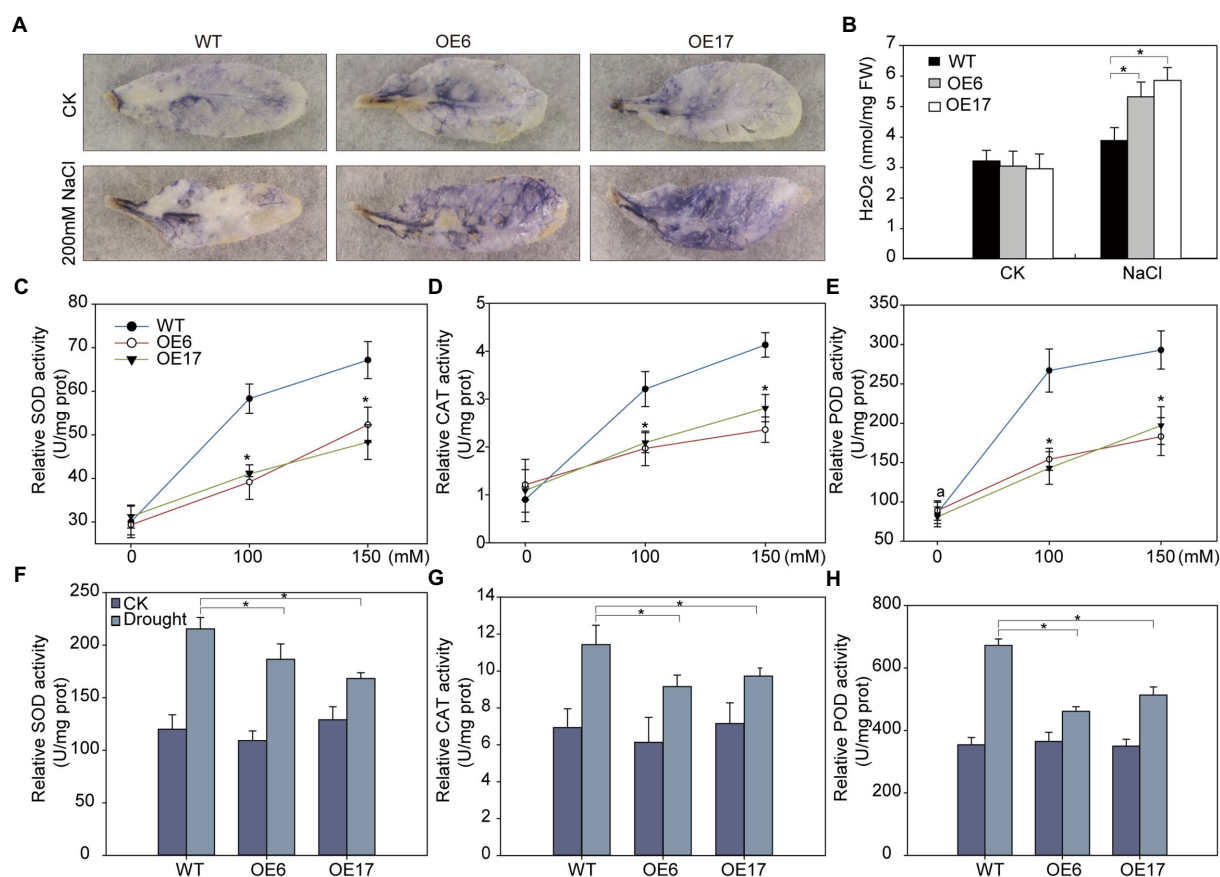 A
WT
OE6
OE17
CK
200mM NaCl
B
H2O2 (nmol/mg FW)
7
6
5
4
3
2
1
0
WT
OE6
OE17
*
*
CK
NaCl
C
Relative SOD activity
(U/mg prot)
80
70
60
50
40
30
WT
OE6
OE17
*
*
0
100
150 (mM)
D
Relative CAT activity
(U/mg prot)
5
4
3
2
1
0
*
*
0
100
150 (mM)
E
Relative POD activity
(U/mg prot)
350
300
250
200
150
100
50
a
*
*
0
100
150 (mM)
F
Relative SOD activity
(U/mg prot)
250
200
150
100
50
0
CK
Drought
*
*
WT
OE6
OE17
G
Relative CAT activity
(U/mg prot)
14
12
10
8
6
4
2
0
*
*
WT
OE6
OE17
H
Relative POD activity
(U/mg prot)
800
600
400
200
0
*
*
WT
OE6
OE17